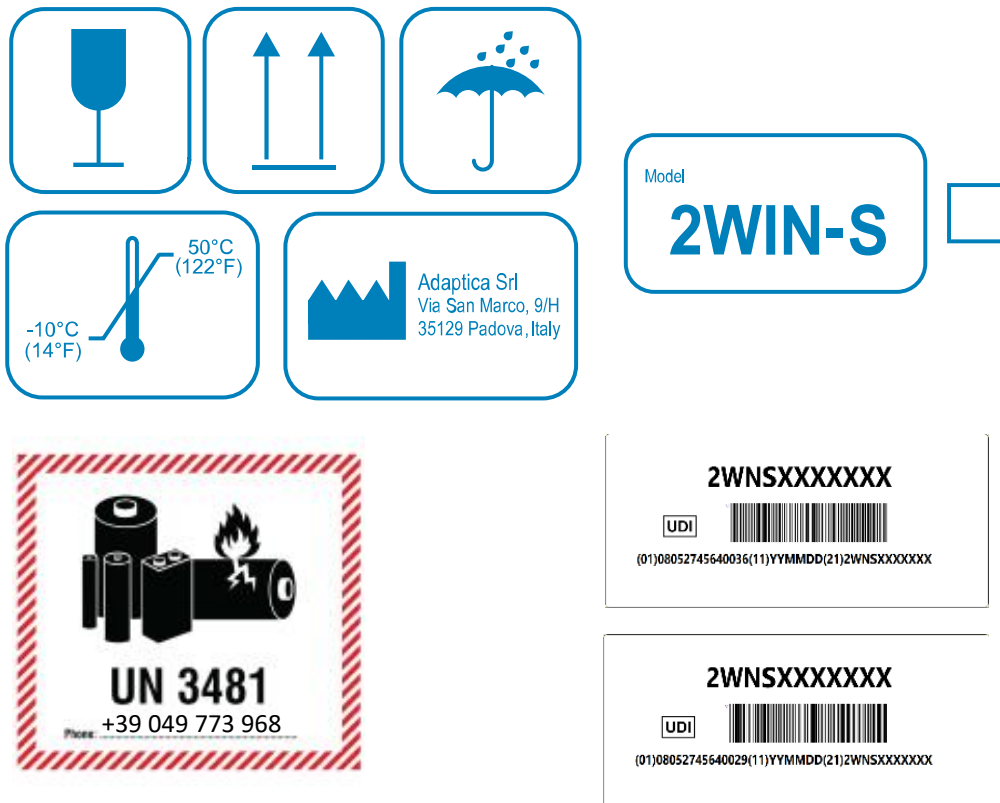 Model
2WIN-S
50°C
(122°F)
-10°C
(14°F)
Adaptica Srl
Via San Marco, 9/H
35129 Padova, Italy
UN 3481
Phone: +39 049 773 968
2WNSXXXXXXX
UDI
(01)08052745640036(11)YYMMDD(21)2WNSXXXXXXX
2WNSXXXXXXX
UDI
(01)08052745640029(11)YYMMDD(21)2WNSXXXXXXX